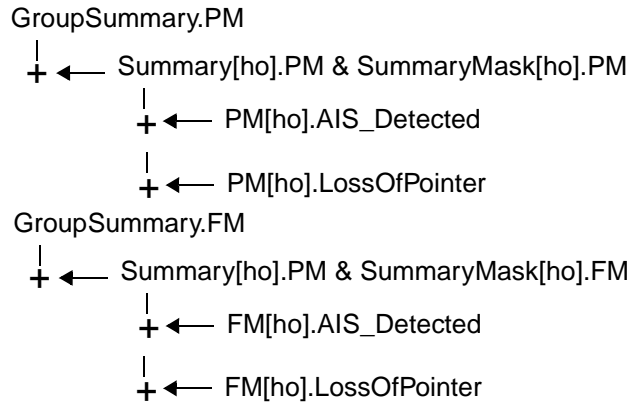 GroupSummary.PM
+ Summary[ho].PM & SummaryMask[ho].PM
+ PM[ho].AIS_Detected
+ PM[ho].LossOfPointer
GroupSummary.FM
+ Summary[ho].PM & SummaryMask[ho].FM
+ FM[ho].AIS_Detected
+ FM[ho].LossOfPointer